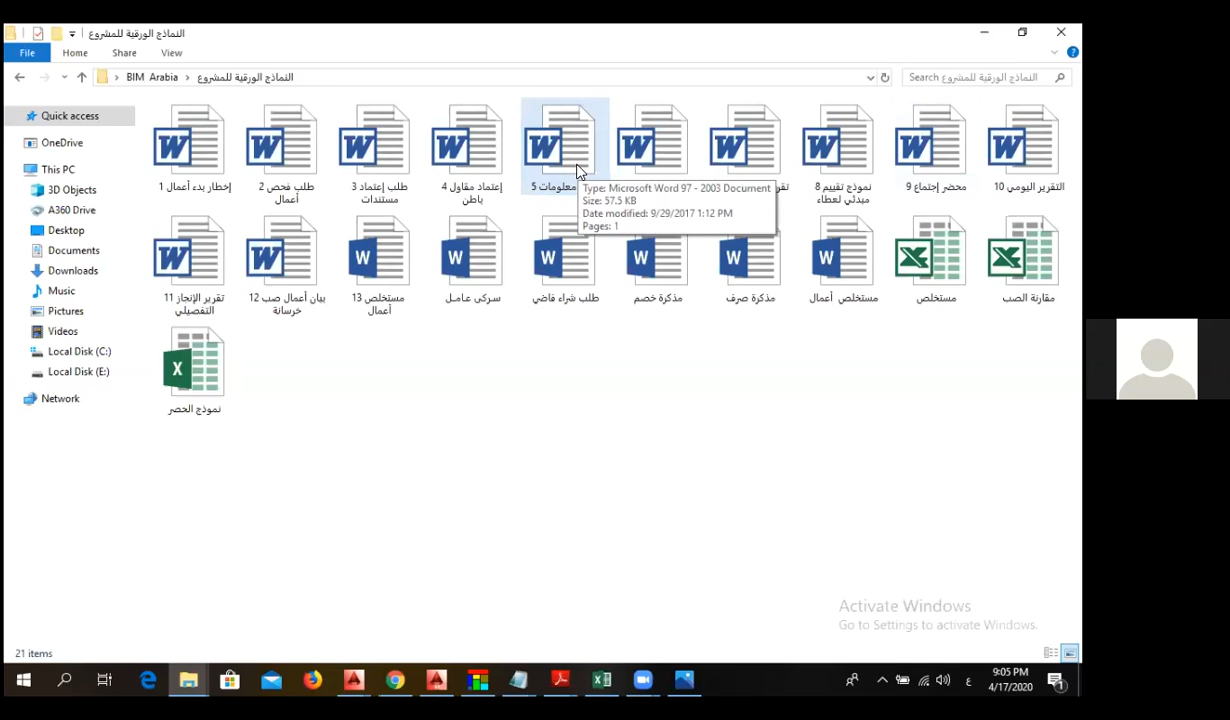 النماذج الورقية للمشروع
File Home Share View
BIM Arabia › النماذج الورقية للمشروع
Search النماذج الورقية للمشروع
Quick access
OneDrive
This PC
3D Objects
A360 Drive
Desktop
Documents
Downloads
Music
Pictures
Videos
Local Disk (C:)
Local Disk (E:)
Network
إخطار بدء أعمال 1
طلب فحص 2
أعمال
طلب إعتماد 3
مستندات
إعتماد مقاول 4
باطن
معلومات 5
نموذج تقييم 8
مبدئي لعطاء
محضر إجتماع 9
التقرير اليومي 10
Type: Microsoft Word 97 - 2003 Document
Size: 57.5 KB
Date modified: 9/29/2017 1:12 PM
Pages: 1
تقرير الإنجاز 11
التفصيلي
بيان أعمال صب 12
خرسانة
مستخلص 13
أعمال
سركى عامل
طلب شراء فاضي
مذكرة خصم
مذكرة صرف
مستخلص أعمال
مستخلص
مقارنة الصب
نموذج الحصر
Activate Windows
Go to Settings to activate Windows.
21 items
9:05 PM
4/17/2020
ع
1